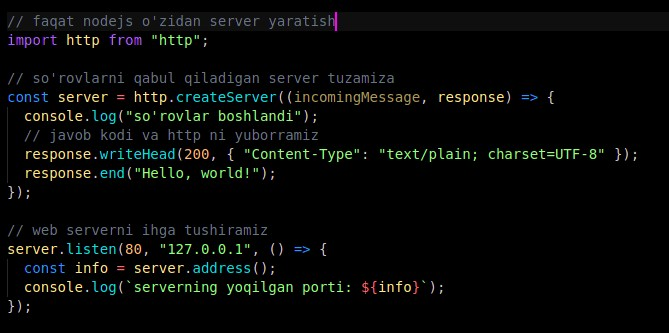 // faqat nodejs o'zidan server yaratish
import http from "http";
// so'rovlarni qabul qiladigan server tuzamiza
const server = http.createServer((incomingMessage, response) => {
console.log("so'rovlar boshlandi");
// javob kodi va http ni yuborramiz
response.writeHead(200, { "Content-Type": "text/plain; charset=UTF-8" });
response.end("Hello, world!");
});
// web serverni ihga tushiramiz
server.listen(80, "127.0.0.1", () => {
const info = server.address();
console.log(`serverning yoqilgan porti: ${info}`);
});